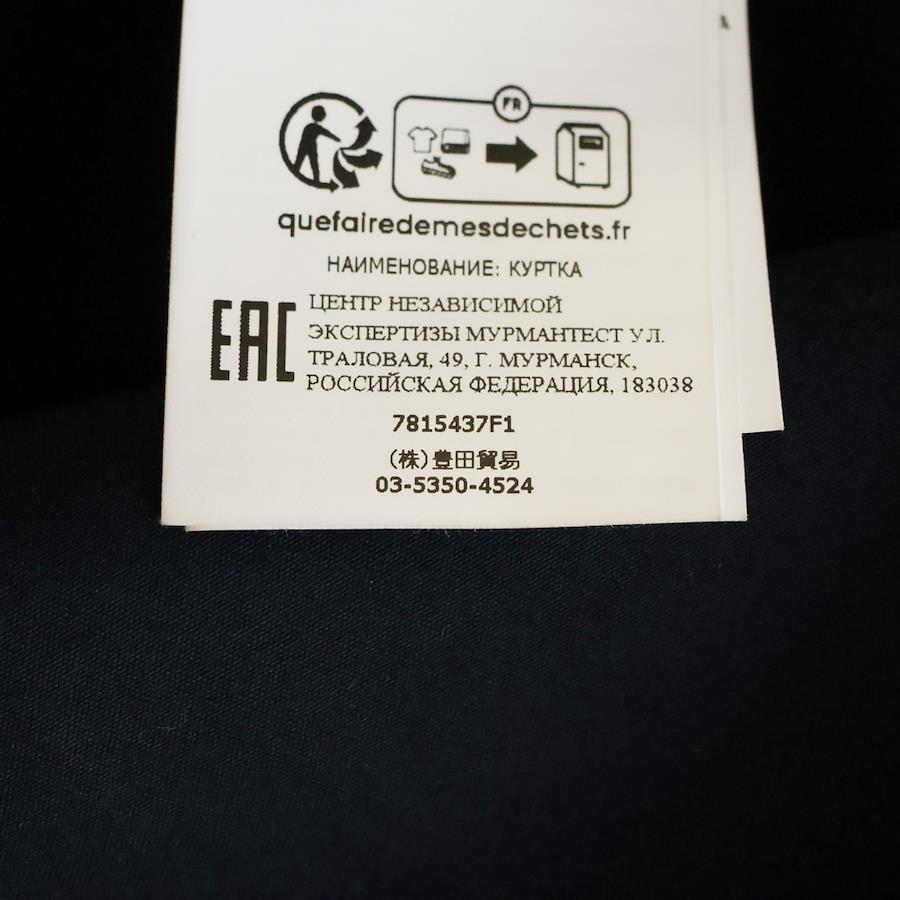 FR
quefairedemesdechets.fr
НАИМЕНОВАНИЕ: КУРТКА
EAC
ЦЕНТР НЕЗАВИСИМОЙ
ЭКСПЕРТИЗЫ МУРМАНТЕСТ УЛ.
ТРАЛОВАЯ, 49, Г. МУРМАНСК,
РОССИЙСКАЯ ФЕДЕРАЦИЯ, 183038
7815437F1
(株)豊田貿易
03-5350-4524